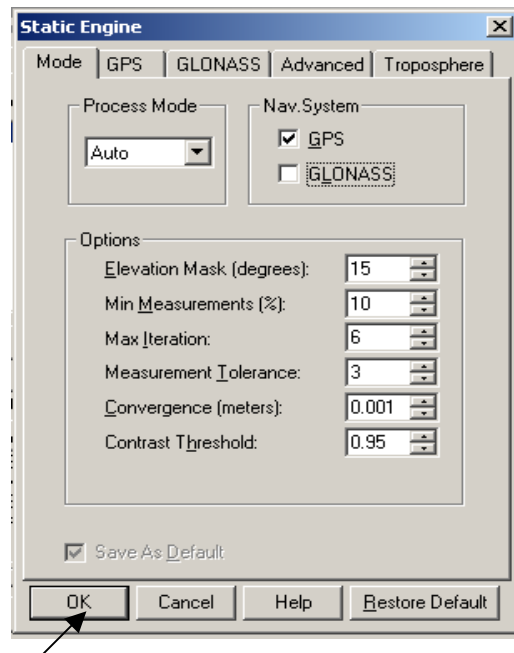 Static Engine
Mode GPS GLONASS Advanced Troposphere
Process Mode
Auto
Nav.System
GPS
GLONASS
Options
Elevation Mask (degrees): 15
Min Measurements (%): 10
Max Iteration: 6
Measurement Tolerance: 3
Convergence (meters): 0.001
Contrast Threshold: 0.95
Save As Default
OK Cancel Help Restore Default